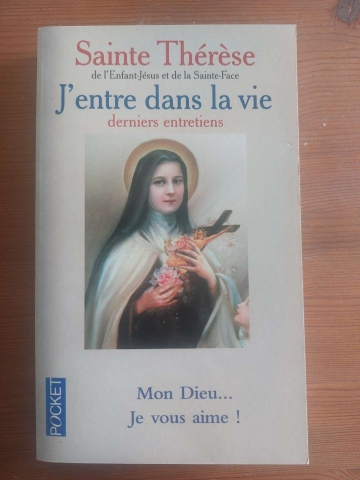 Sainte Thérèse
de l'Enfant-Jésus et de la Sainte-Face
J'entre dans la vie
derniers entretiens
Mon Dieu...
Je vous aime !
POCKET